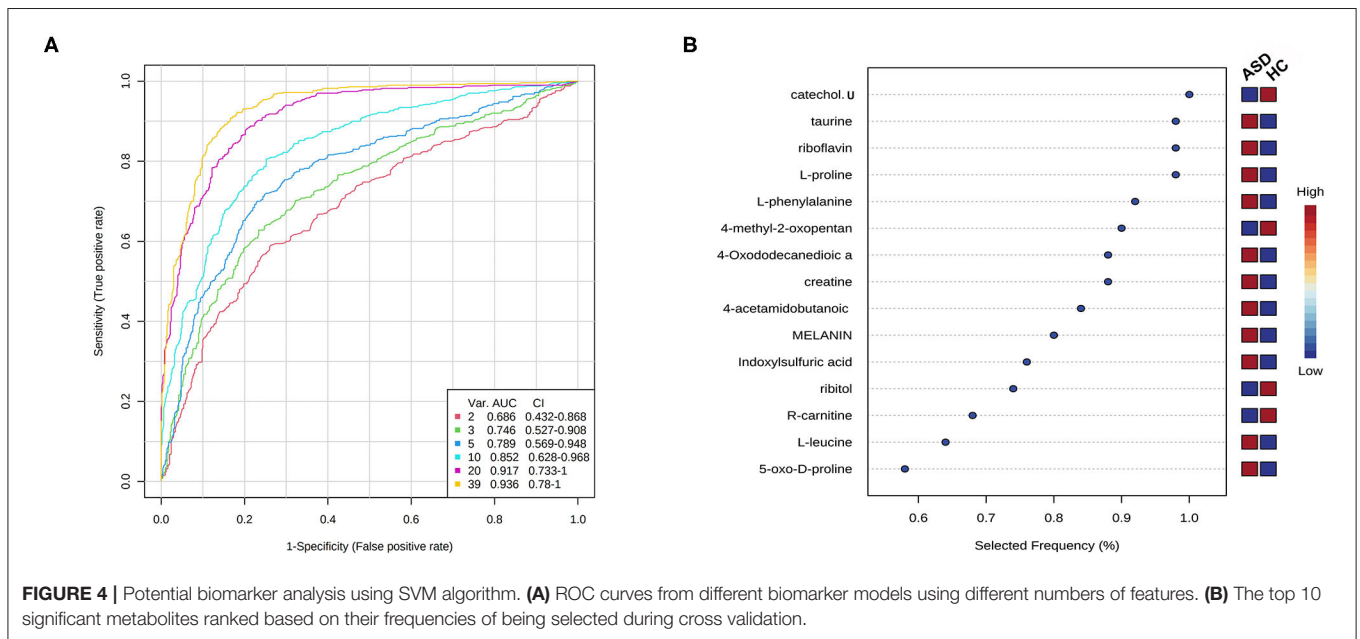 A
1.0
0.8
0.6
0.4
0.2
0.0
Sensitivity (True positive rate)
Var. AUC CI
2 0.686 0.432-0.868
3 0.746 0.527-0.908
5 0.789 0.569-0.948
10 0.852 0.628-0.968
20 0.917 0.733-1
39 0.936 0.78-1
0.0 0.2 0.4 0.6 0.8 1.0
1-Specificity (False positive rate)
B
ASD HC
catechol.U
taurine
riboflavin
L-proline
L-phenylalanine
4-methyl-2-oxopentan
4-Oxododecanedioic a
creatine
4-acetamidobutanoic
MELANIN
Indoxylsulfuric acid
ribitol
R-carnitine
L-leucine
5-oxo-D-proline
0.6 0.7 0.8 0.9 1.0
Selected Frequency (%)
High
Low
FIGURE 4 | Potential biomarker analysis using SVM algorithm. (A) ROC curves from different biomarker models using different numbers of features. (B) The top 10
significant metabolites ranked based on their frequencies of being selected during cross validation.